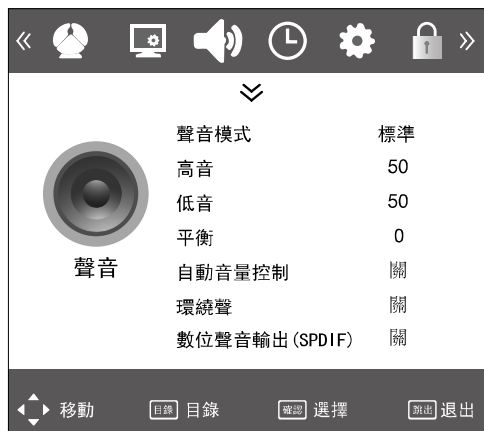 聲音模式 標準
高音 50
低音 50
平衡 0
聲音
自動音量控制 關
環繞聲 關
數位聲音輸出(SPDIF) 關
移動 目錄 目錄 確認 選擇 跳出 退出